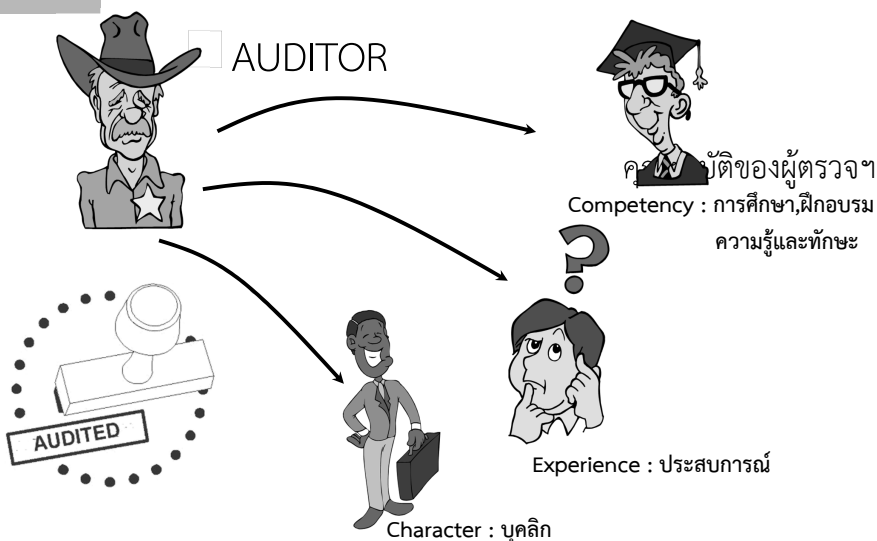 AUDITOR
บัติของผู้ตรวจฯ
Competency : การศึกษา,ฝึกอบรม
ความรู้และทักษะ
AUDITED
Experience : ประสบการณ์
Character : บุคลิก